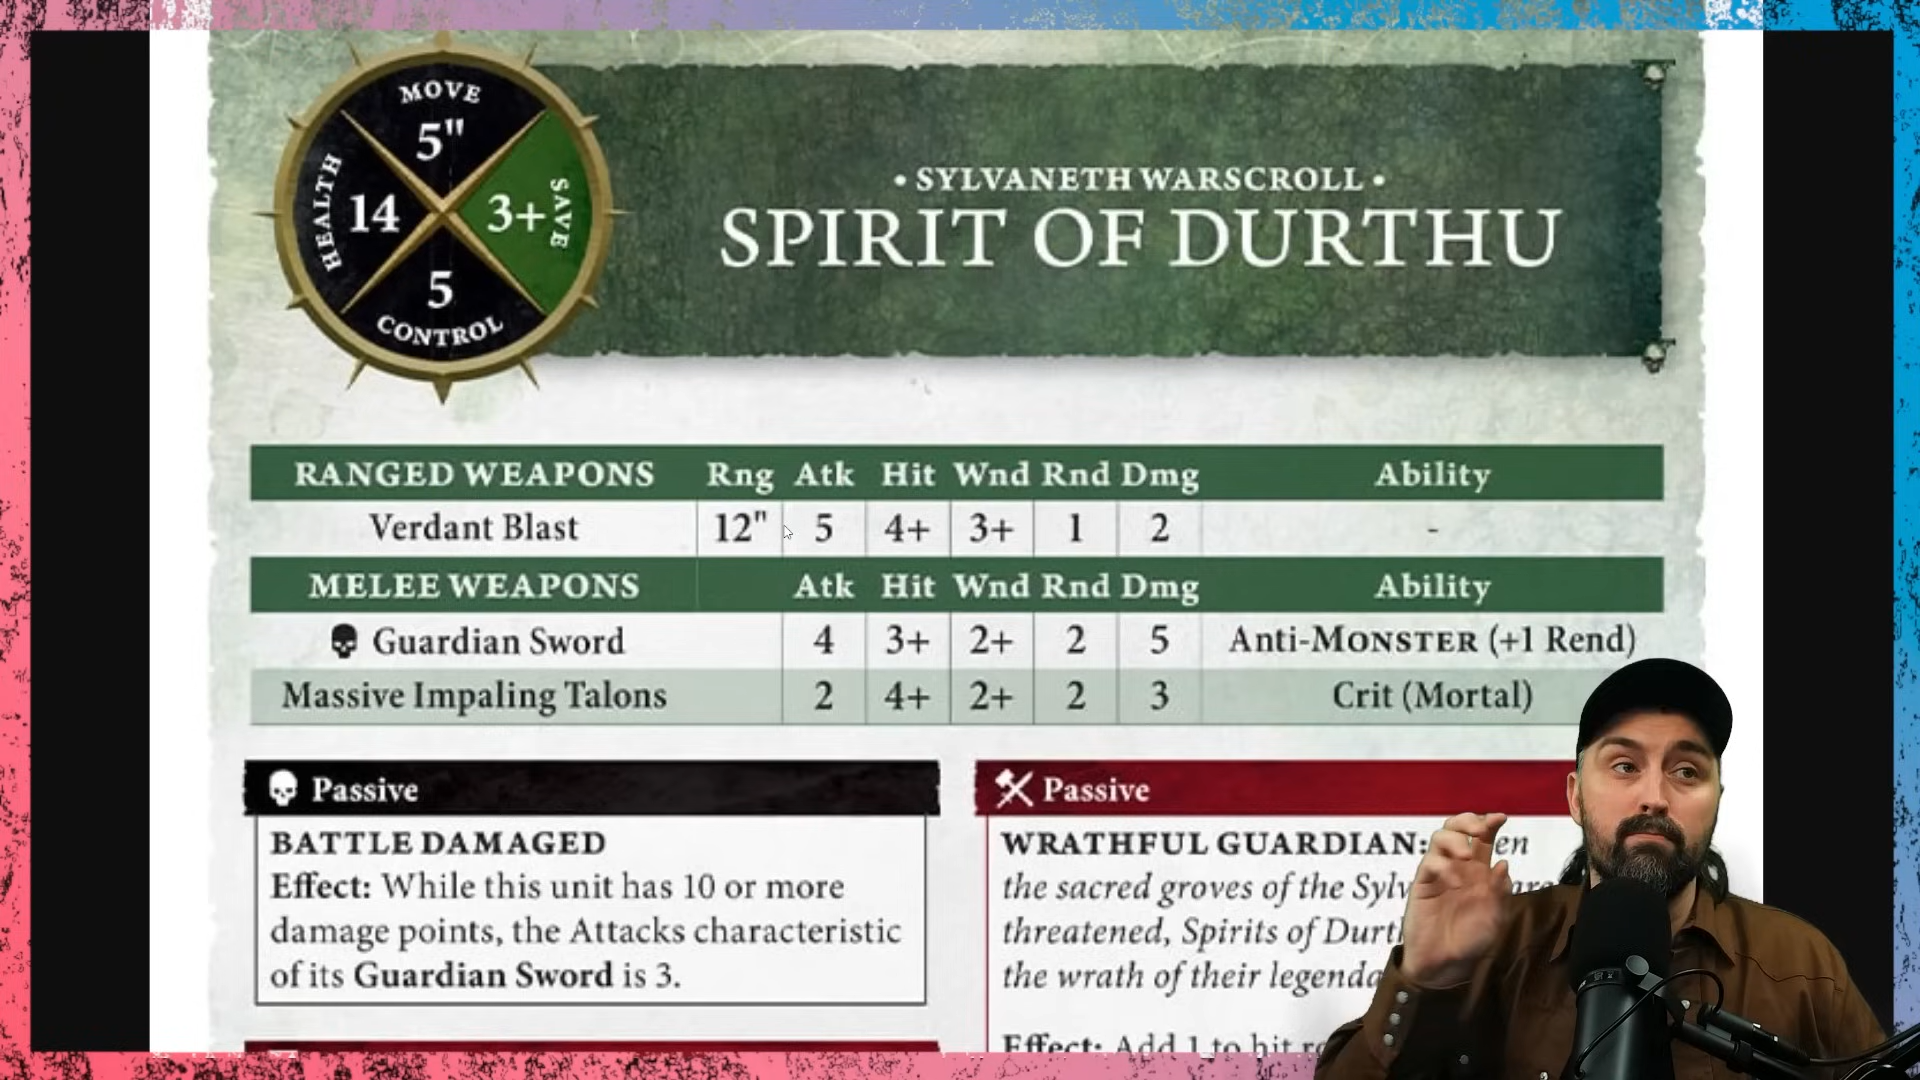 MOVE
5"
HEALTH
14
3+
SAVE
5
CONTROL
• SYLVANETH WARSCROLL •
SPIRIT OF DURTHU
RANGED WEAPONS Rng Atk Hit Wnd Rnd Dmg Ability
Verdant Blast 12" 5 4+ 3+ 1 2 -
MELEE WEAPONS Atk Hit Wnd Rnd Dmg Ability
Guardian Sword 4 3+ 2+ 2 5 Anti-MONSTER (+1 Rend)
Massive Impaling Talons 2 4+ 2+ 2 3 Crit (Mortal)
Passive
BATTLE DAMAGED
Effect: While this unit has 10 or more
damage points, the Attacks characteristic
of its Guardian Sword is 3.
Passive
WRATHFUL GUARDIAN:
the sacred groves of the
threatened, Spirits of
the wrath of their
Effect: Add 1 to hit